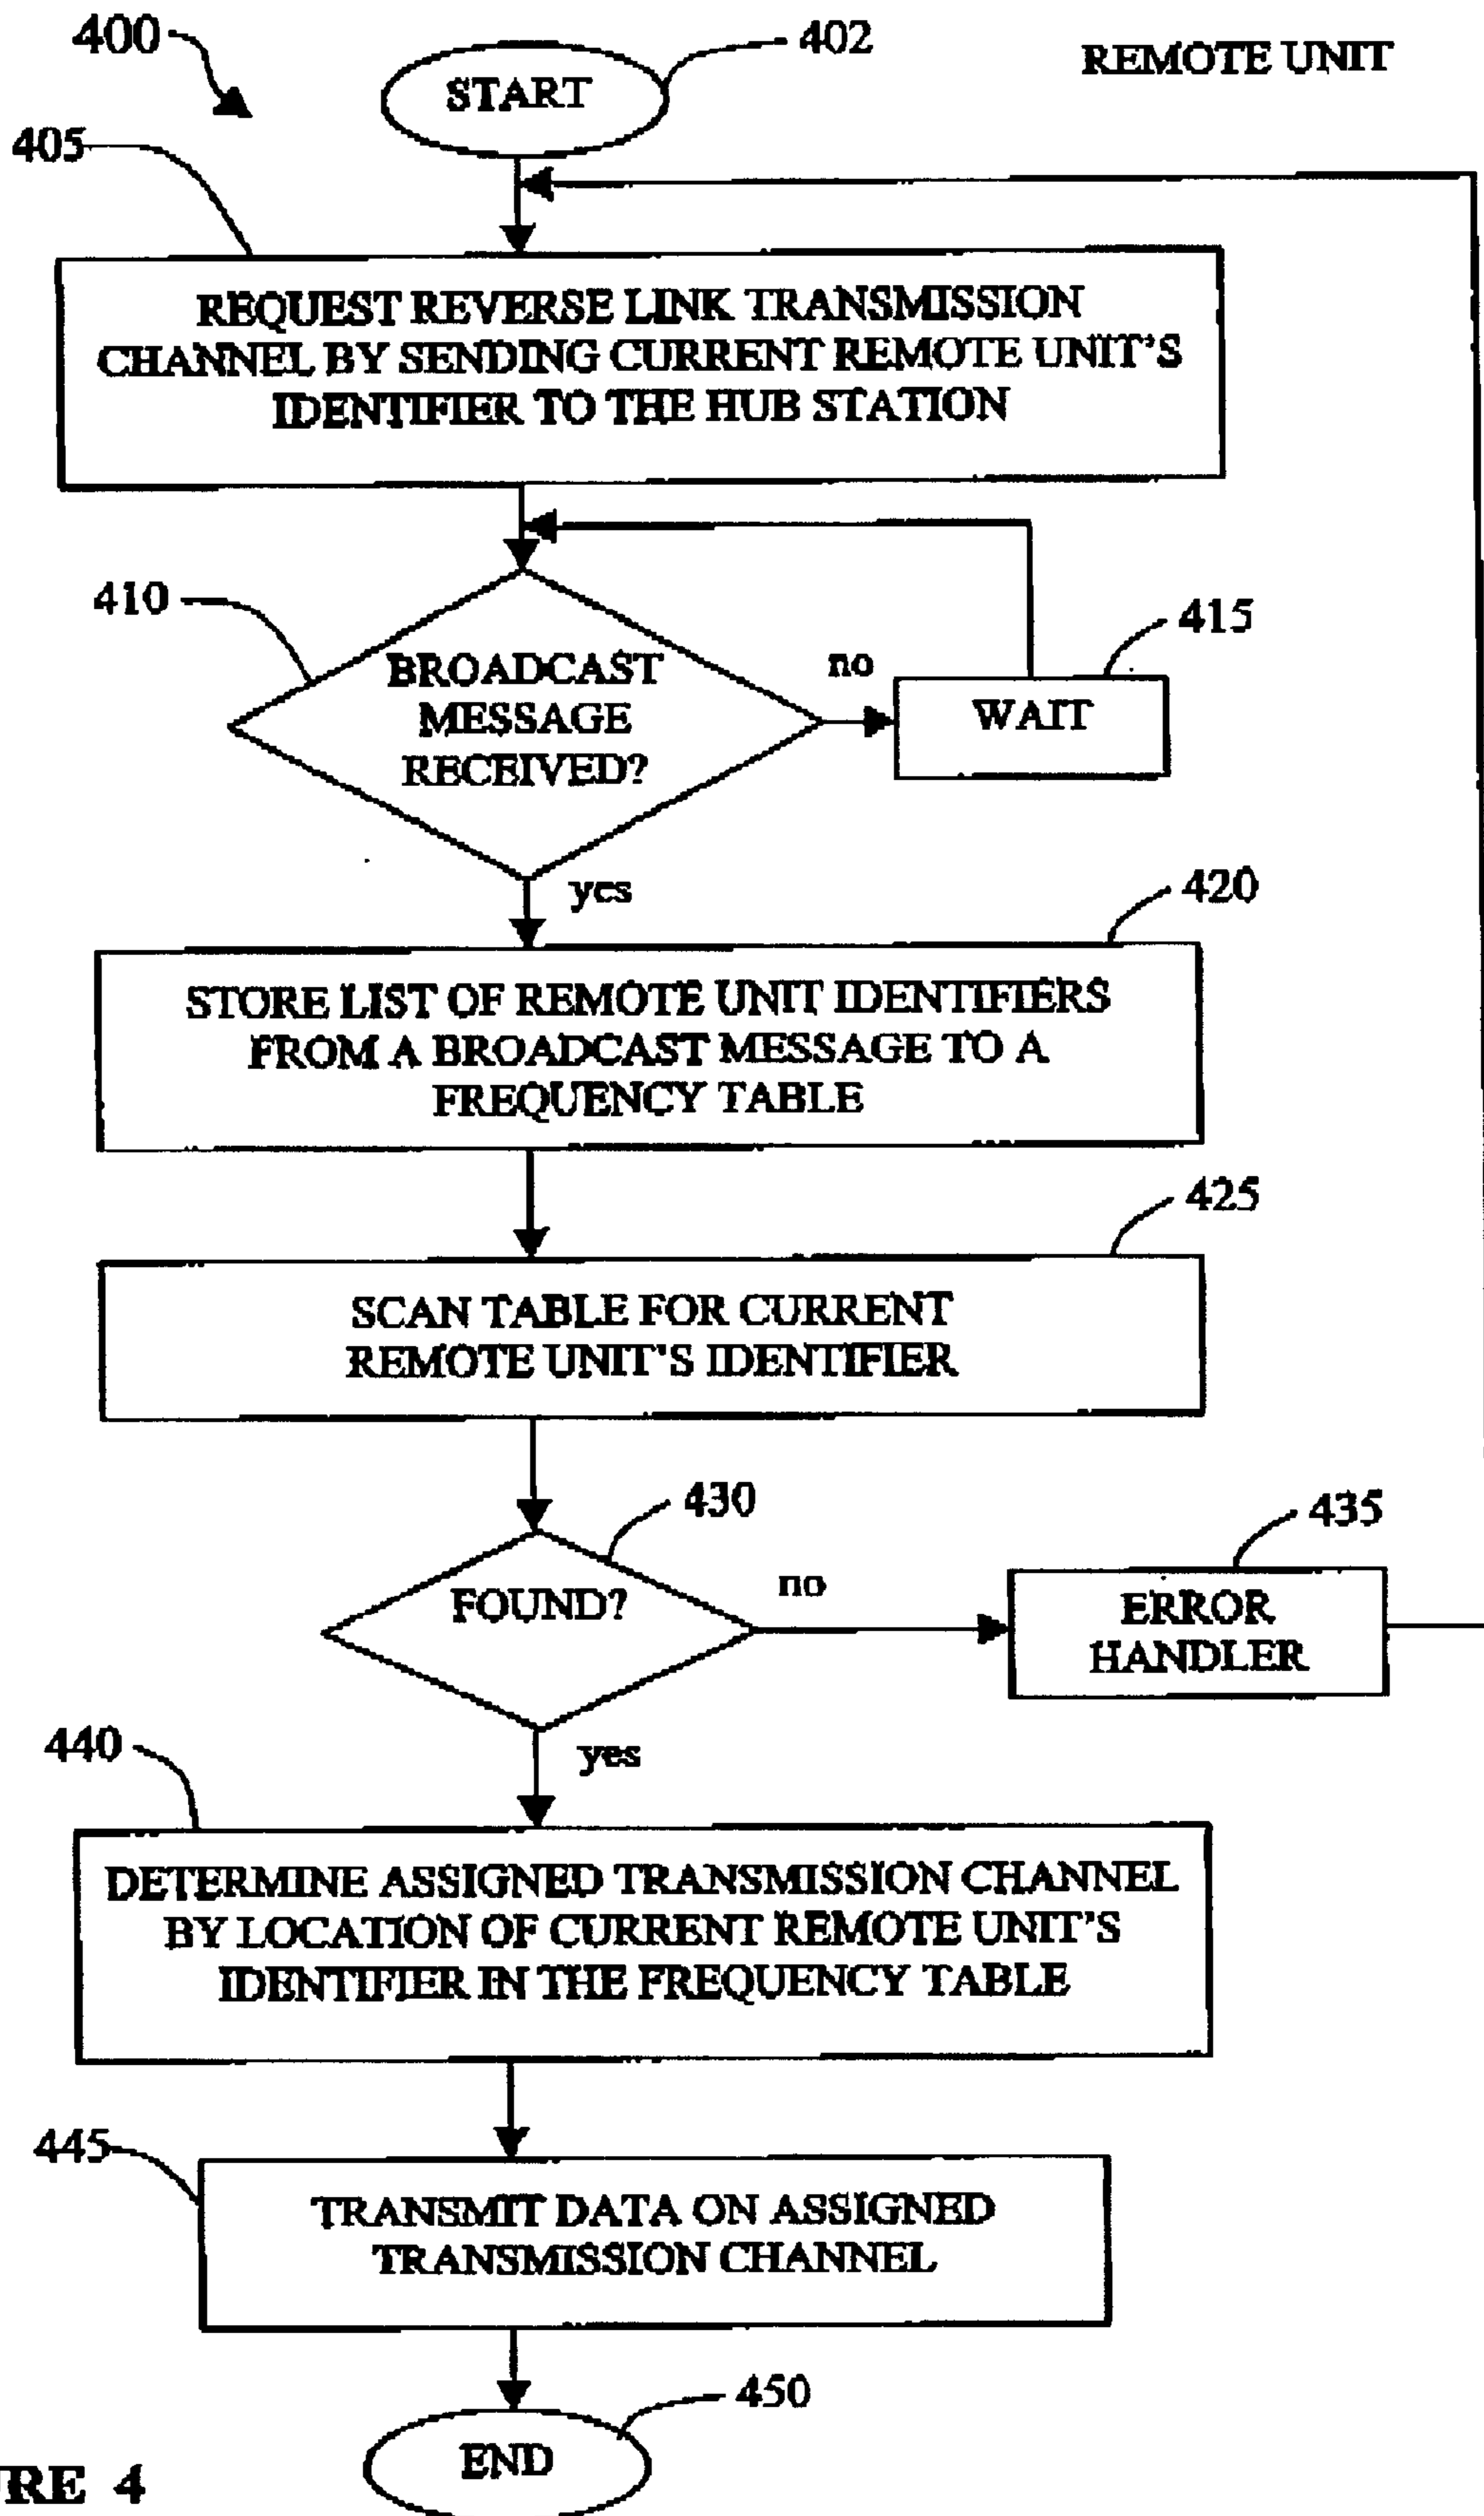 400
402
REMOTE UNIT
START
405
REQUEST REVERSE LINK TRANSMISSION
CHANNEL BY SENDING CURRENT REMOTE UNIT'S
IDENTIFIER TO THE HUB STATION
410
415
BROADCAST
MESSAGE
RECEIVED?
no
WAIT
yes
420
STORE LIST OF REMOTE UNIT IDENTIFIERS
FROM A BROADCAST MESSAGE TO A
FREQUENCY TABLE
425
SCAN TABLE FOR CURRENT
REMOTE UNIT'S IDENTIFIER
430
435
FOUND?
no
ERROR
HANDLER
yes
440
DETERMINE ASSIGNED TRANSMISSION CHANNEL
BY LOCATION OF CURRENT REMOTE UNIT'S
IDENTIFIER IN THE FREQUENCY TABLE
445
TRANSMIT DATA ON ASSIGNED
TRANSMISSION CHANNEL
450
END
RE 4